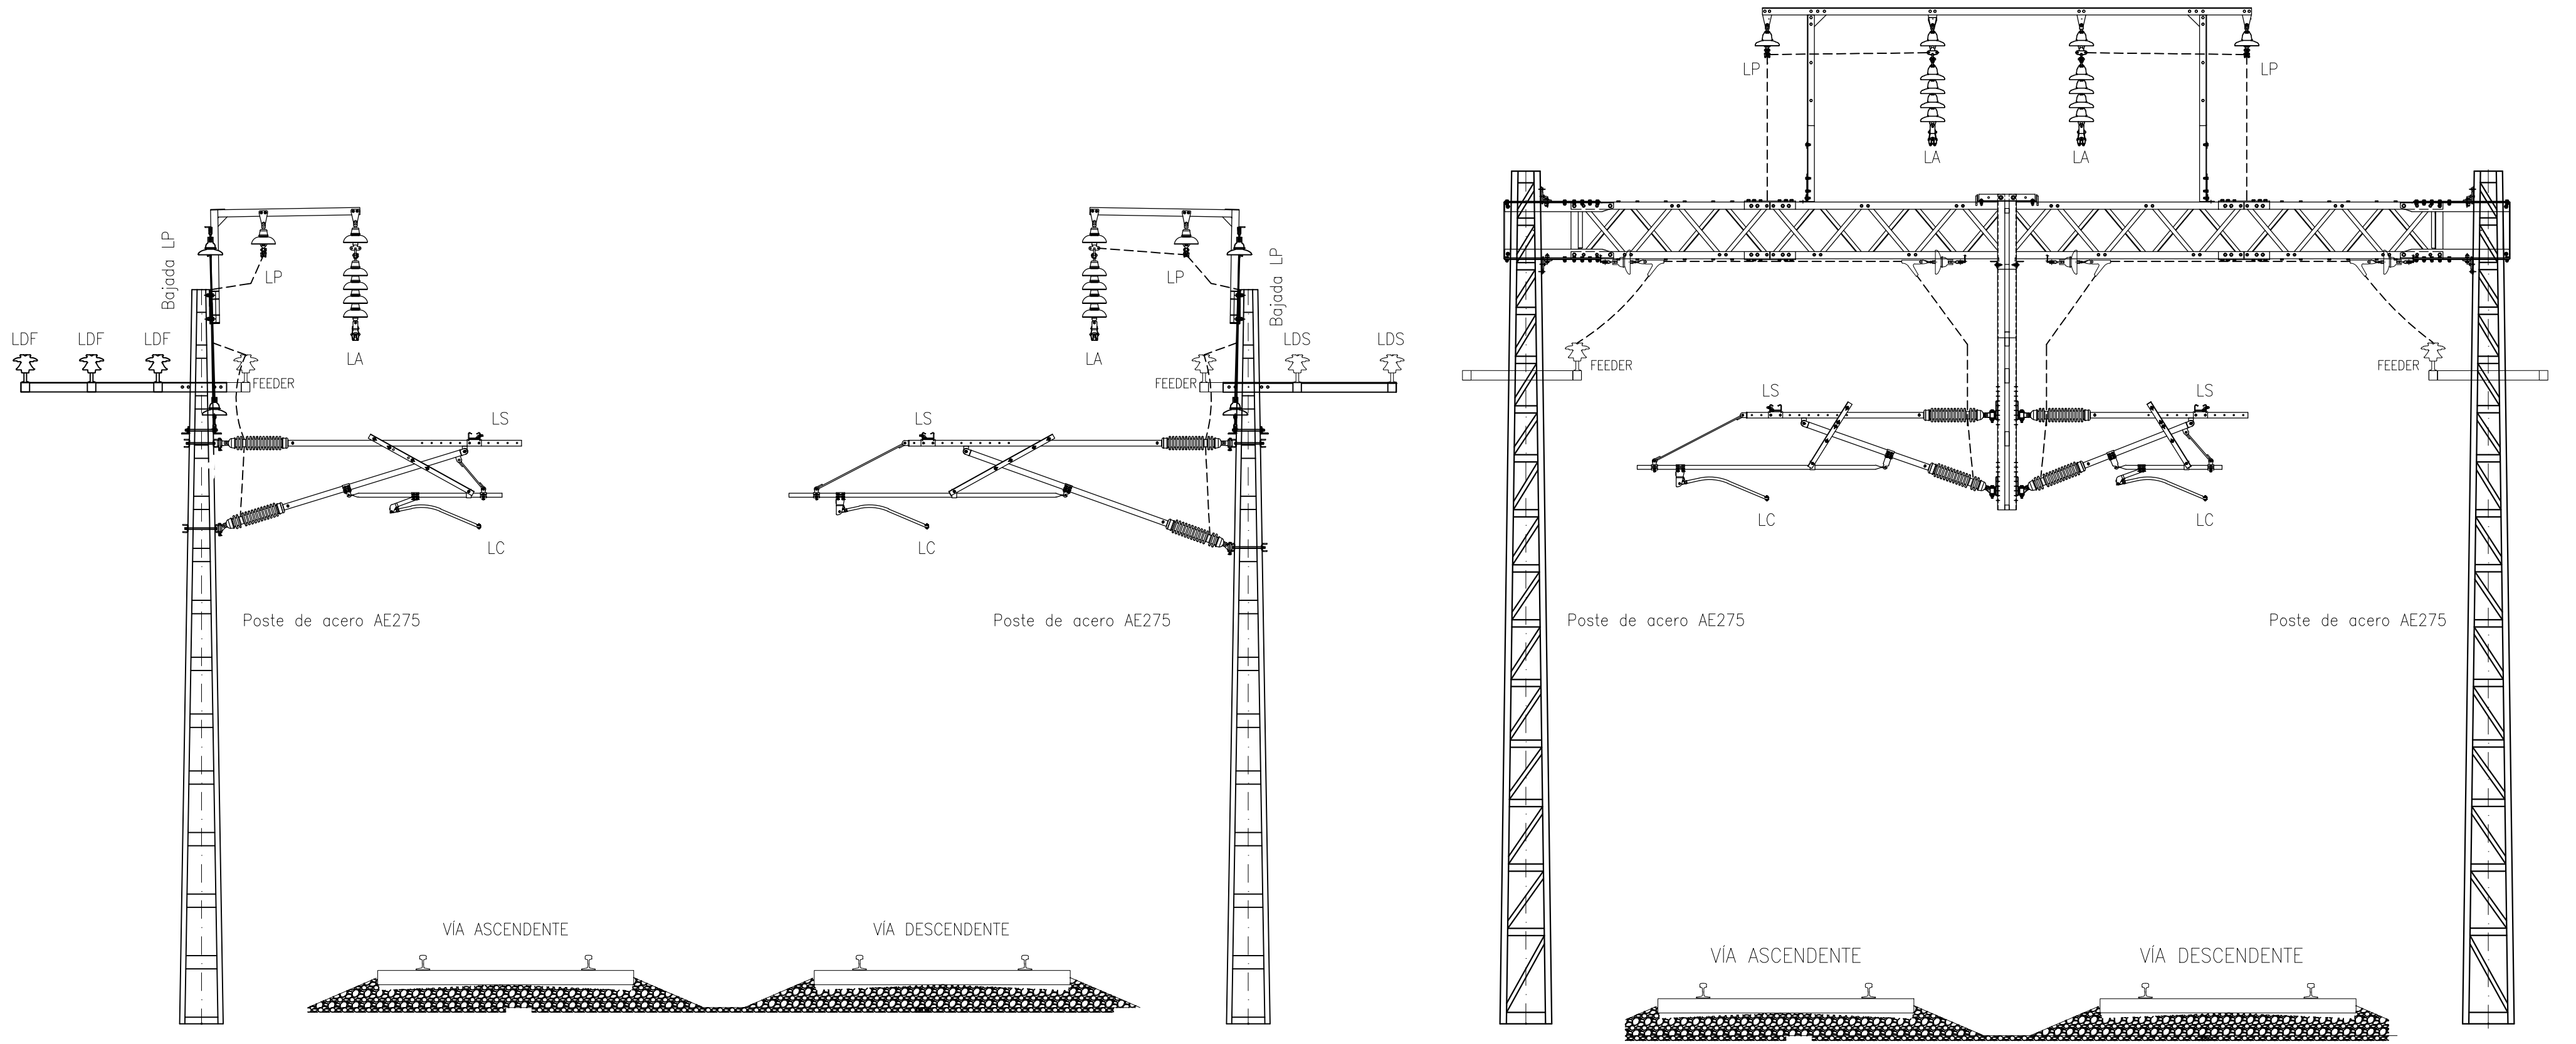 LP
LP
LA
LA
Bajada LP
LP
LP
Bajada LP
LDF
LDF
LDF
LA
LA
LDS
LDS
FEEDER
FEEDER
FEEDER
FEEDER
LS
LS
LS
LS
LC
LC
LC
LC
Poste de acero AE275
Poste de acero AE275
Poste de acero AE275
Poste de acero AE275
VÍA ASCENDENTE
VÍA DESCENDENTE
VÍA ASCENDENTE
VÍA DESCENDENTE